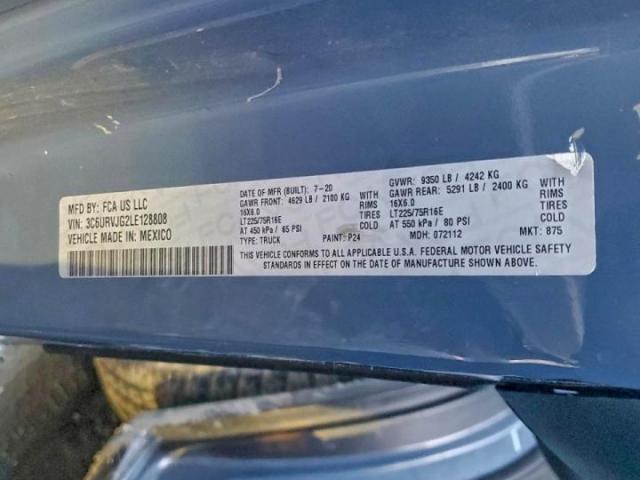 MFD BY: FCA US LLC
VIN: 3C6URVJG2LE128808
VEHICLE MADE IN: MEXICO
DATE OF MFR (BUILT): 7-20
GAWR FRONT: 4629 LB / 2100 KG
16X6.0 RIMS
LT225/75R16E TIRES
AT 450 kPa / 65 PSI COLD
TYPE: TRUCK PAINT: P24
GVWR: 9350 LB / 4242 KG
GAWR REAR: 5291 LB / 2400 KG
16X6.0 RIMS
LT225/75R16E TIRES
AT 550 kPa / 80 PSI COLD
MDH: 072112 MKT: 875
THIS VEHICLE CONFORMS TO ALL APPLICABLE U.S.A. FEDERAL MOTOR VEHICLE SAFETY
STANDARDS IN EFFECT ON THE DATE OF MANUFACTURE SHOWN ABOVE.